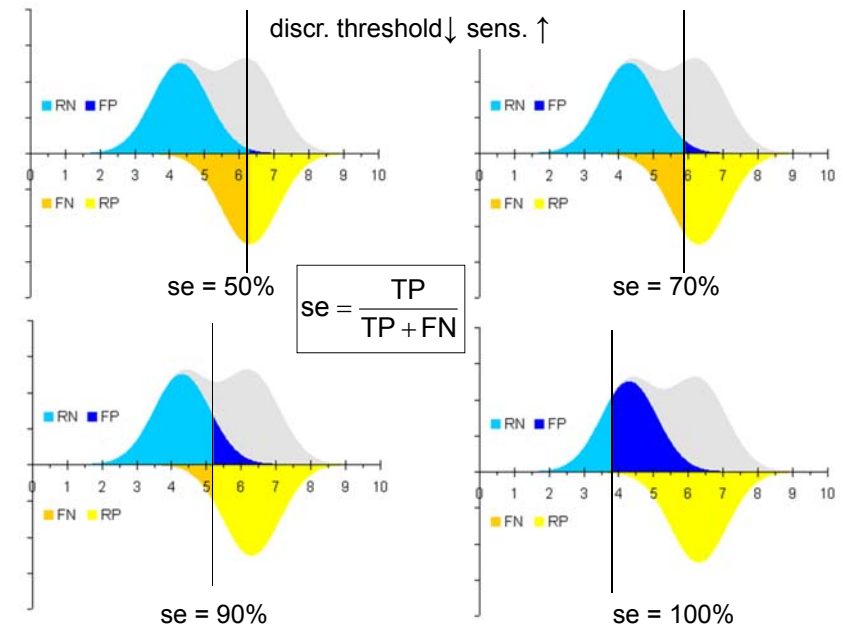 discr. threshold↓ sens. ↑
RN FP
0 1 2 3 4 5 6 7 8 9 10
FN RP
se = 50%
RN FP
0 1 2 3 4 5 6 7 8 9 10
FN RP
se = 70%
se = TP / TP + FN
RN FP
0 1 2 3 4 5 6 7 8 9 10
FN RP
se = 90%
RN FP
0 1 2 3 4 5 6 7 8 9 10
FN RP
se = 100%